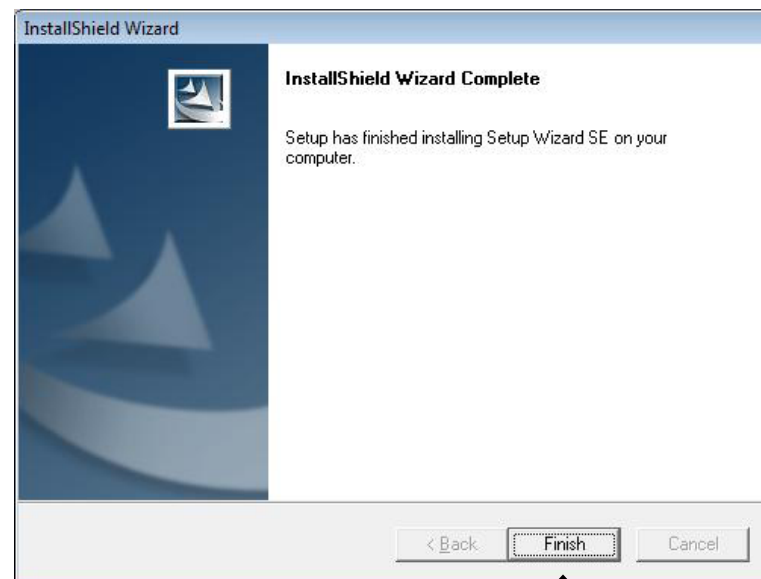 InstallShield Wizard
InstallShield Wizard Complete
Setup has finished installing Setup Wizard SE on your
computer.
< Back Finish Cancel